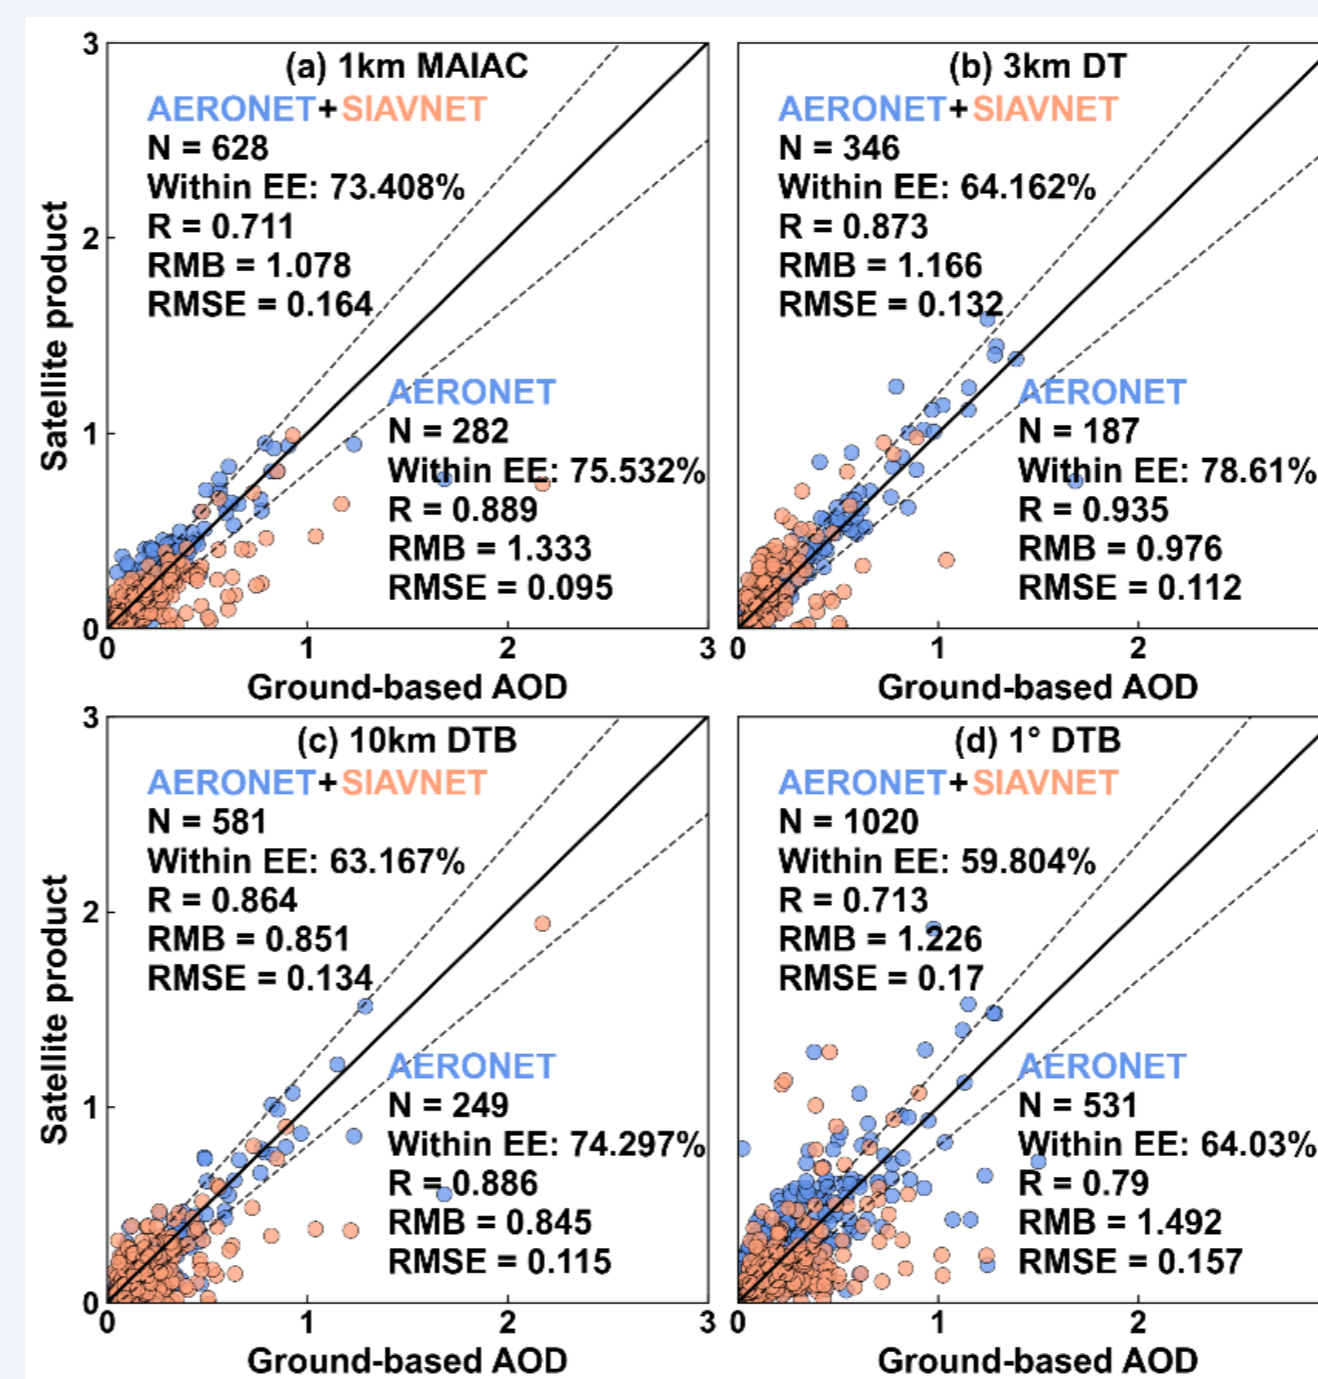 (a) 1km MAIAC
AERONET+SIAVNET
N = 628
Within EE: 73.408%
R = 0.711
RMB = 1.078
RMSE = 0.164
AERONET
N = 282
Within EE: 75.532%
R = 0.889
RMB = 1.333
RMSE = 0.095
Satellite product
3
2
1
0
0 1 2 3
Ground-based AOD
(b) 3km DT
AERONET+SIAVNET
N = 346
Within EE: 64.162%
R = 0.873
RMB = 1.166
RMSE = 0.132
AERONET
N = 187
Within EE: 78.61%
R = 0.935
RMB = 0.976
RMSE = 0.112
0 1 2
Ground-based AOD
(c) 10km DTB
AERONET+SIAVNET
N = 581
Within EE: 63.167%
R = 0.864
RMB = 0.851
RMSE = 0.134
AERONET
N = 249
Within EE: 74.297%
R = 0.886
RMB = 0.845
RMSE = 0.115
Satellite product
3
2
1
0
0 1 2 3
Ground-based AOD
(d) 1° DTB
AERONET+SIAVNET
N = 1020
Within EE: 59.804%
R = 0.713
RMB = 1.226
RMSE = 0.17
AERONET
N = 531
Within EE: 64.03%
R = 0.79
RMB = 1.492
RMSE = 0.157
0 1 2
Ground-based AOD